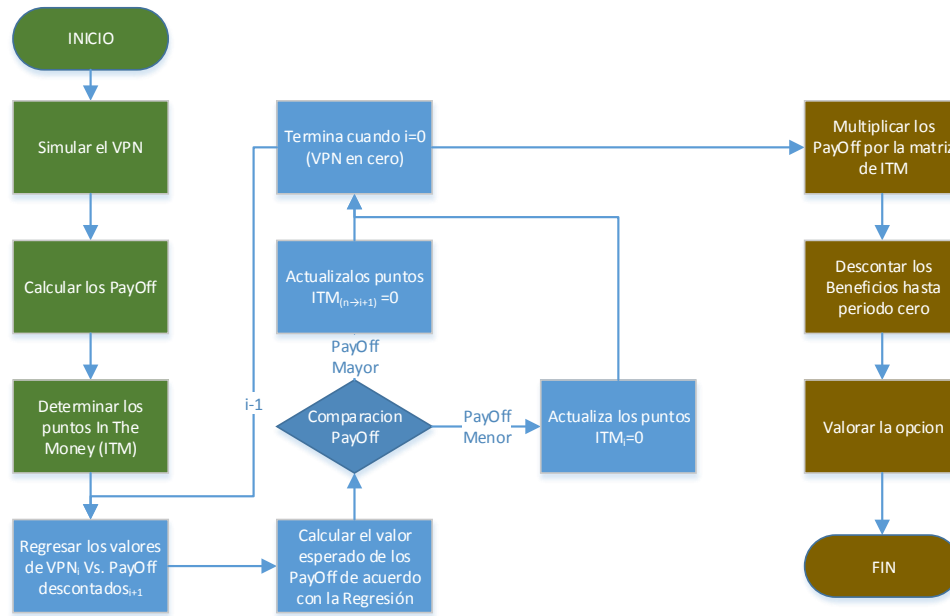 INICIO
Simular el VPN
Calcular los PayOff
Determinar los
puntos In The
Money (ITM)
Regresar los valores
de VPNi Vs. PayOff
descontadosi+1
Calcular el valor
esperado de los
PayOff de acuerdo
con la Regresión
Comparacion
PayOff
PayOff
Mayor
PayOff
Menor
Actualizalos puntos
ITM(n→i+1) =0
Actualiza los puntos
ITMi=0
Termina cuando i=0
(VPN en cero)
i-1
Multiplicar los
PayOff por la matriz
de ITM
Descontar los
Beneficios hasta
periodo cero
Valorar la opcion
FIN